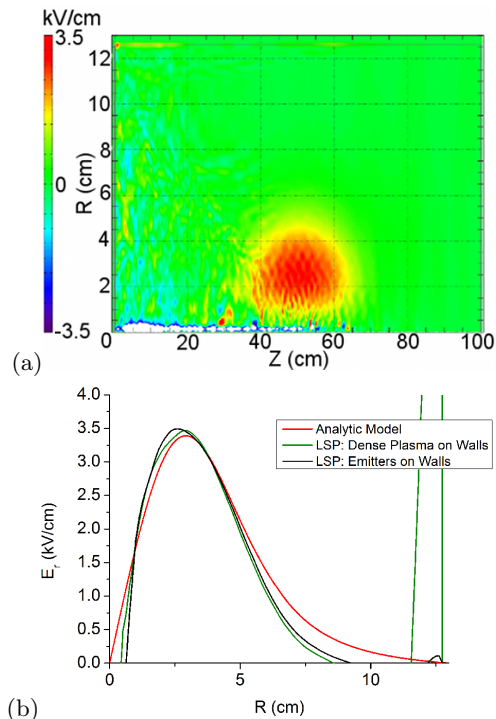 kV/cm
3.5
0
-3.5
R (cm)
12
10
8
6
4
2
0
0
20
40
60
80
100
Z (cm)
(a)
4.0
3.5
3.0
2.5
2.0
1.5
1.0
0.5
0.0
Er (kV/cm)
Analytic Model
LSP: Dense Plasma on Walls
LSP: Emitters on Walls
0
5
10
R (cm)
(b)